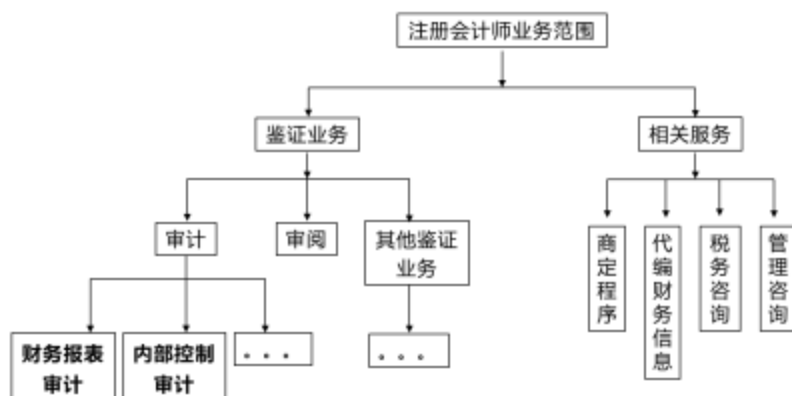 注册会计师业务范围
鉴证业务
相关服务
审计
审阅
其他鉴证
业务
商定程序
代编财务信息
税务咨询
管理咨询
财务报表
审计
内部控制
审计
。。。
。。。